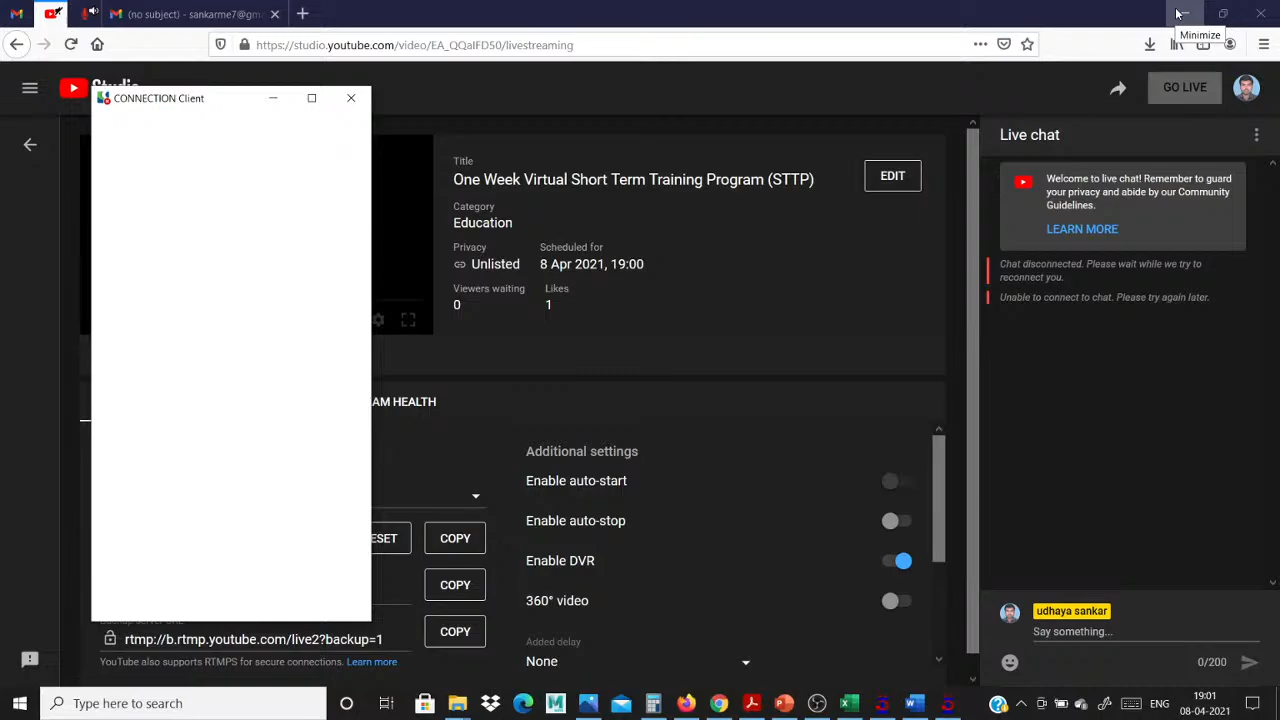 (no subject) - sankarme7@gm
Minimize
https://studio.youtube.com/video/EA_QQaIFD50/livestreaming
Studio
GO LIVE
CONNECTION Client
Title
One Week Virtual Short Term Training Program (STTP)
EDIT
Category
Education
Privacy
Scheduled for
Unlisted
8 Apr 2021, 19:00
Viewers waiting
Likes
0
1
AM HEALTH
Additional settings
Enable auto-start
Enable auto-stop
ESET
COPY
Enable DVR
COPY
360° video
COPY
rtmp://b.rtmp.youtube.com/live2?backup=1
Added delay
None
YouTube also supports RTMPS for secure connections. Learn more
Live chat
Welcome to live chat! Remember to guard
your privacy and abide by our Community
Guidelines.
LEARN MORE
Chat disconnected. Please wait while we try to
reconnect you.
Unable to connect to chat. Please try again later.
udhaya sankar
Say something...
0/200
Type here to search
ENG
19:01
08-04-2021